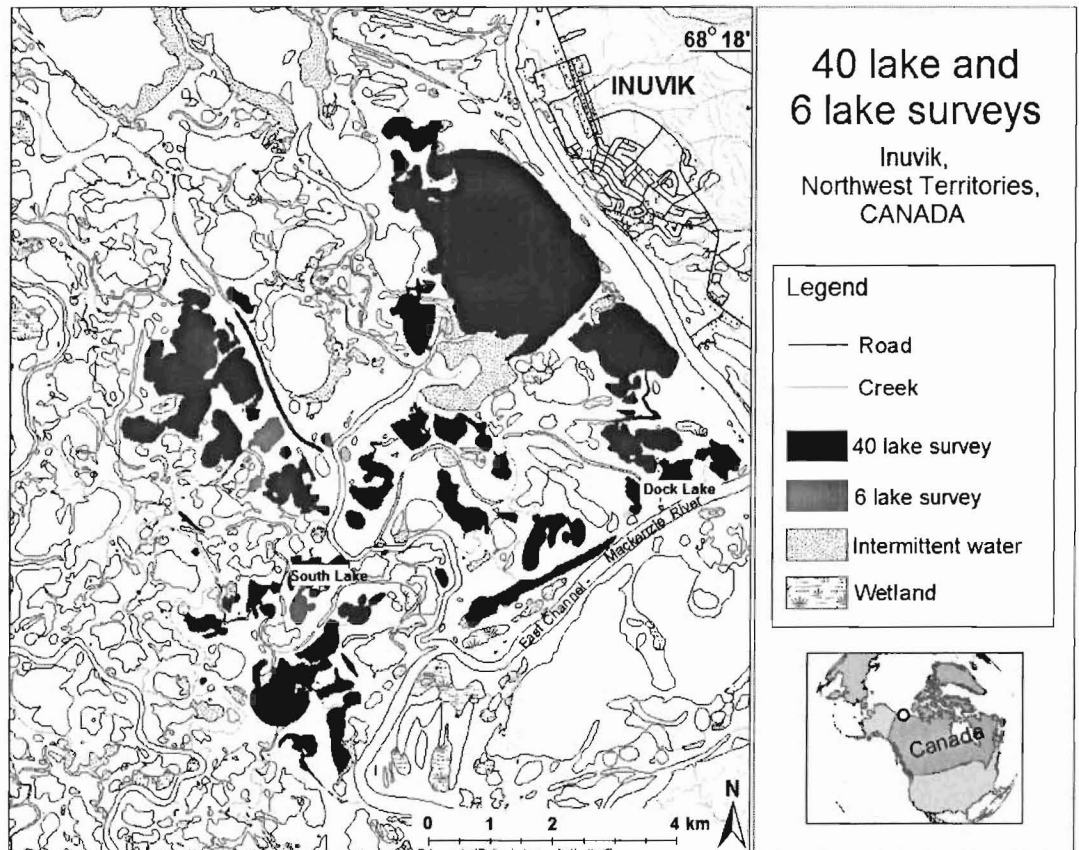 68° 18'
INUVIK
Dock Lake
South Lake
East Channel - Mackenzie River
N
0 1 2 4 km
40 lake and
6 lake surveys
Inuvik,
Northwest Territories,
CANADA
Legend
Road
Creek
40 lake survey
6 lake survey
Intermittent water
Wetland
Canada